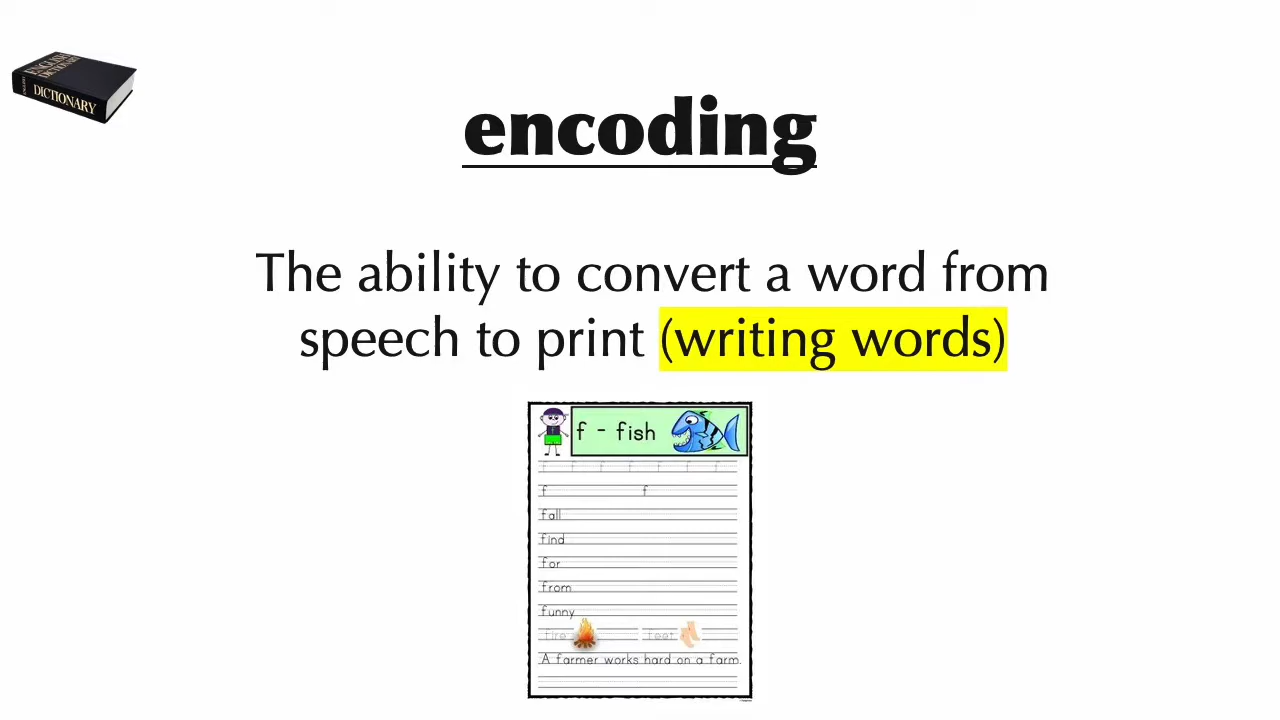 ENGLISH
DICTIONARY
DICTIONARY
encoding
The ability to convert a word from
speech to print (writing words)
f - fish
f f f f f f f
f f
fall
find
for
from
funny
fire feet
A farmer works hard on a farm.